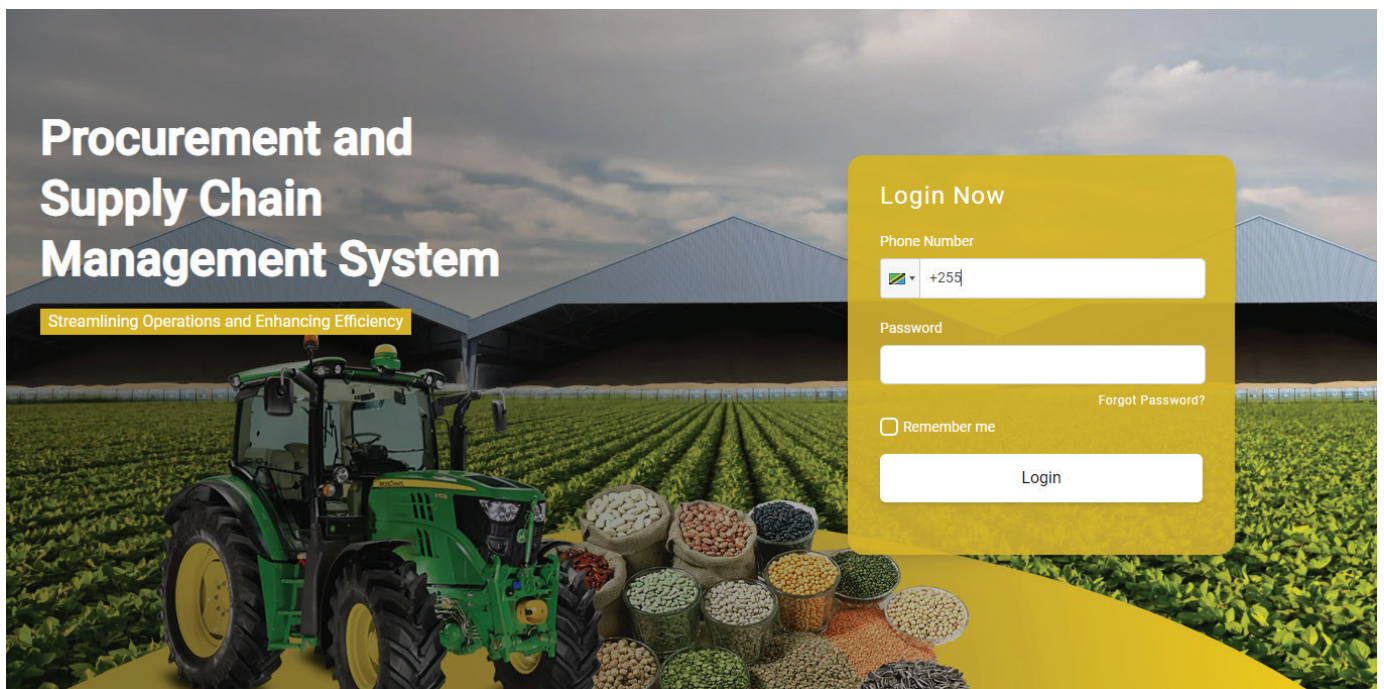 Procurement and
Supply Chain
Management System
Streamlining Operations and Enhancing Efficiency
Login Now
Phone Number
+255
Password
Forgot Password?
Remember me
Login